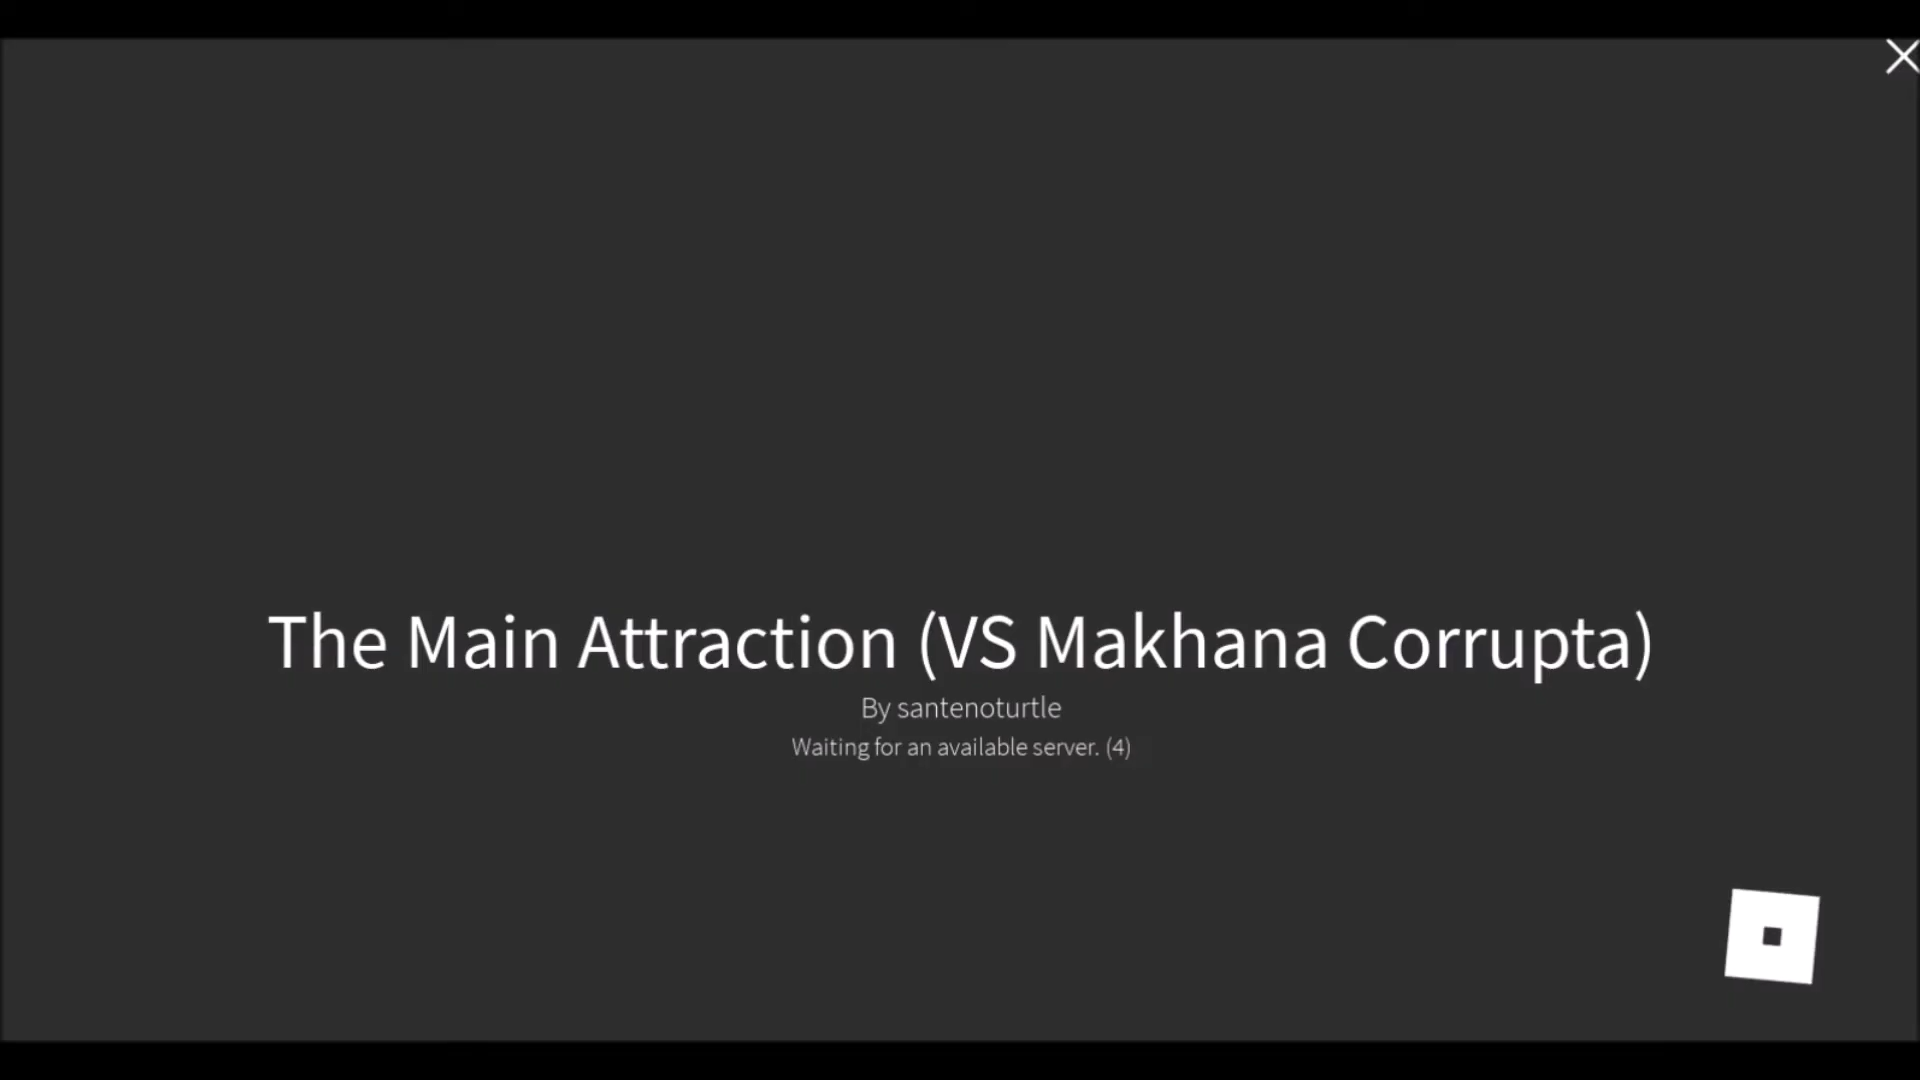 The Main Attraction (VS Makhana Corrupta)
By santenoturtle
Waiting for an available server. (4)